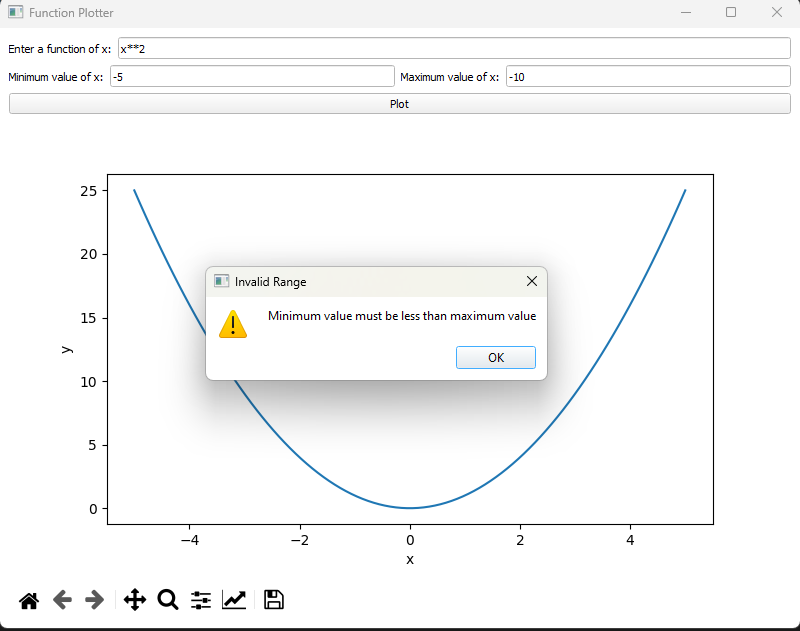 Function Plotter
Enter a function of x: x**2
Minimum value of x: -5 Maximum value of x: -10
Plot
25
20
Invalid Range
Minimum value must be less than maximum value
OK
15
y
10
5
0
−4 −2 0 2 4
x